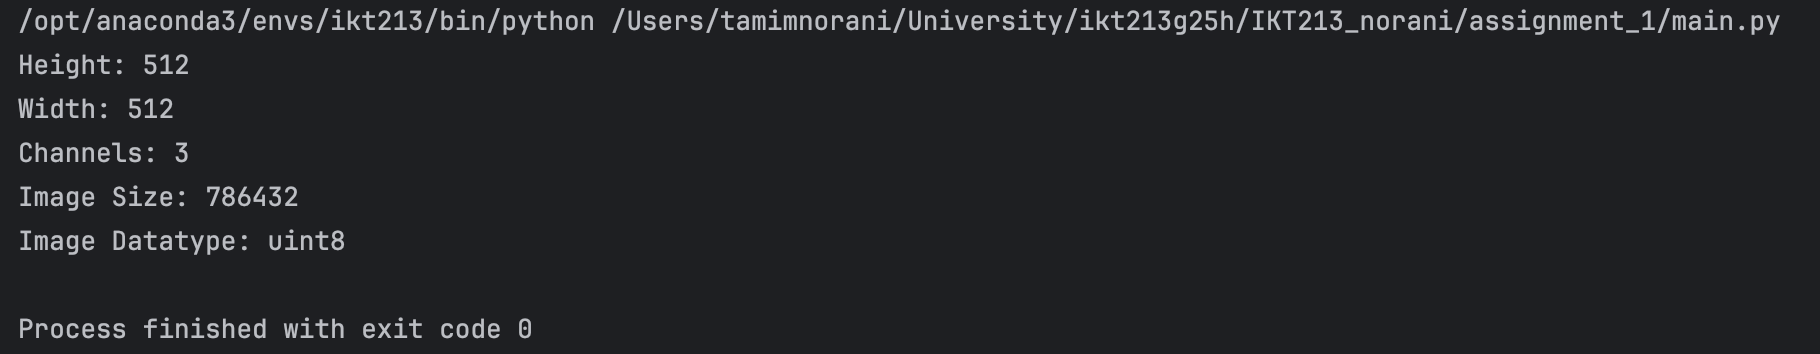 /opt/anaconda3/envs/ikt213/bin/python /Users/tamimnorani/University/ikt213g25h/IKT213_norani/assignment_1/main.py
Height: 512
Width: 512
Channels: 3
Image Size: 786432
Image Datatype: uint8
Process finished with exit code 0